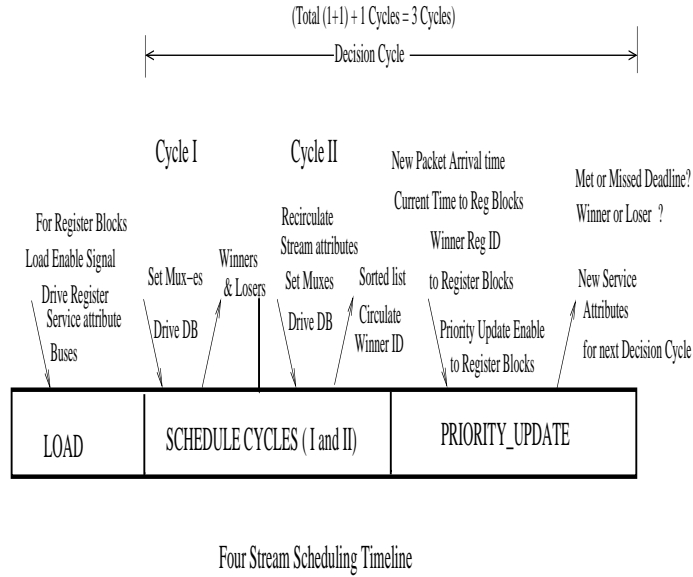 (Total (1+1) + 1 Cycles = 3 Cycles)
Decision Cycle
Cycle I
Cycle II
For Register Blocks
Load Enable Signal
Drive Register
Service attribute
Buses
Set Mux-es
Drive DB
Winners
& Losers
Recirculate
Stream attributes
Set Muxes
Drive DB
Sorted list
Circulate
Winner ID
New Packet Arrival time
Current Time to Reg Blocks
Winner Reg ID
to Register Blocks
Priority Update Enable
to Register Blocks
Met or Missed Deadline?
Winner or Loser ?
New Service
Attributes
for next Decision Cycle
LOAD
SCHEDULE CYCLES ( I and II)
PRIORITY_UPDATE
Four Stream Scheduling Timeline